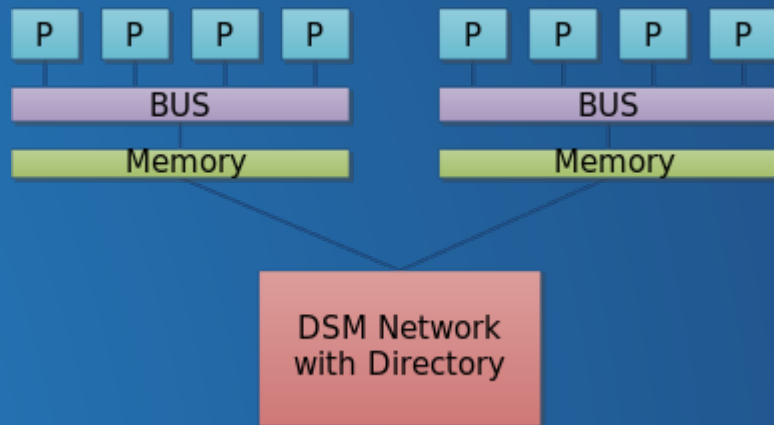 P P P P P P P P
BUS BUS
Memory Memory
DSM Network
with Directory